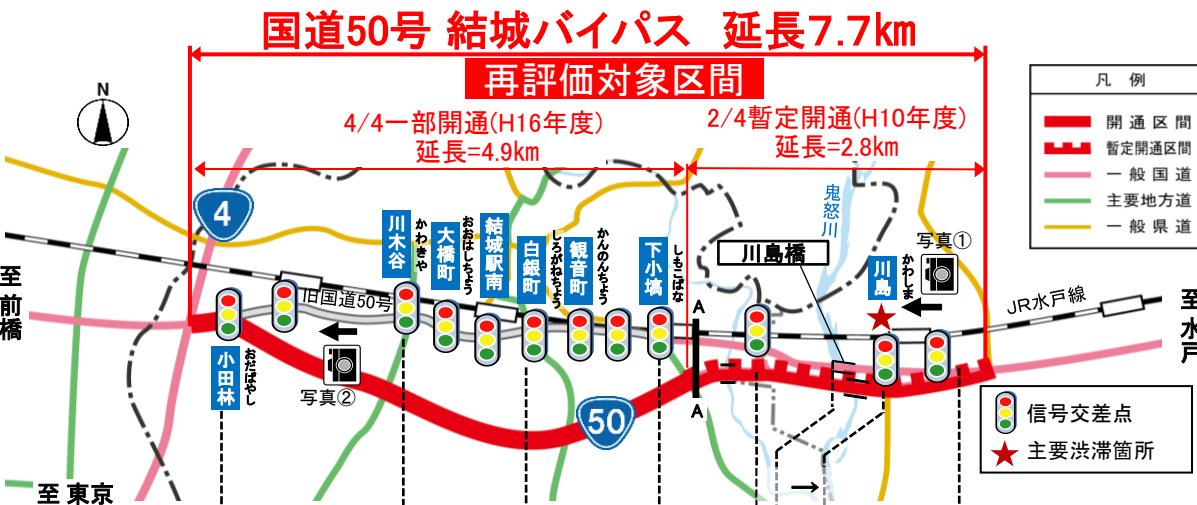 国道50号 結城バイパス 延長7.7km
再評価対象区間
4/4一部開通(H16年度)
延長=4.9km
2/4暫定開通(H10年度)
延長=2.8km
凡例
開通区間
暫定開通区間
一般国道
主要地方道
一般県道
N
4
川木谷
かわきや
大橋町
おおはしちょう
結城駅南
白銀町
しろがねちょう
観音町
かんのんちょう
下小塙
しもこばな
鬼怒川
川島橋
川島
かわしま
写真①
至前橋
旧国道50号
小田林
おだばやし
写真②
A
A
50
JR水戸線
至水戸
信号交差点
主要渋滞箇所
至 東京